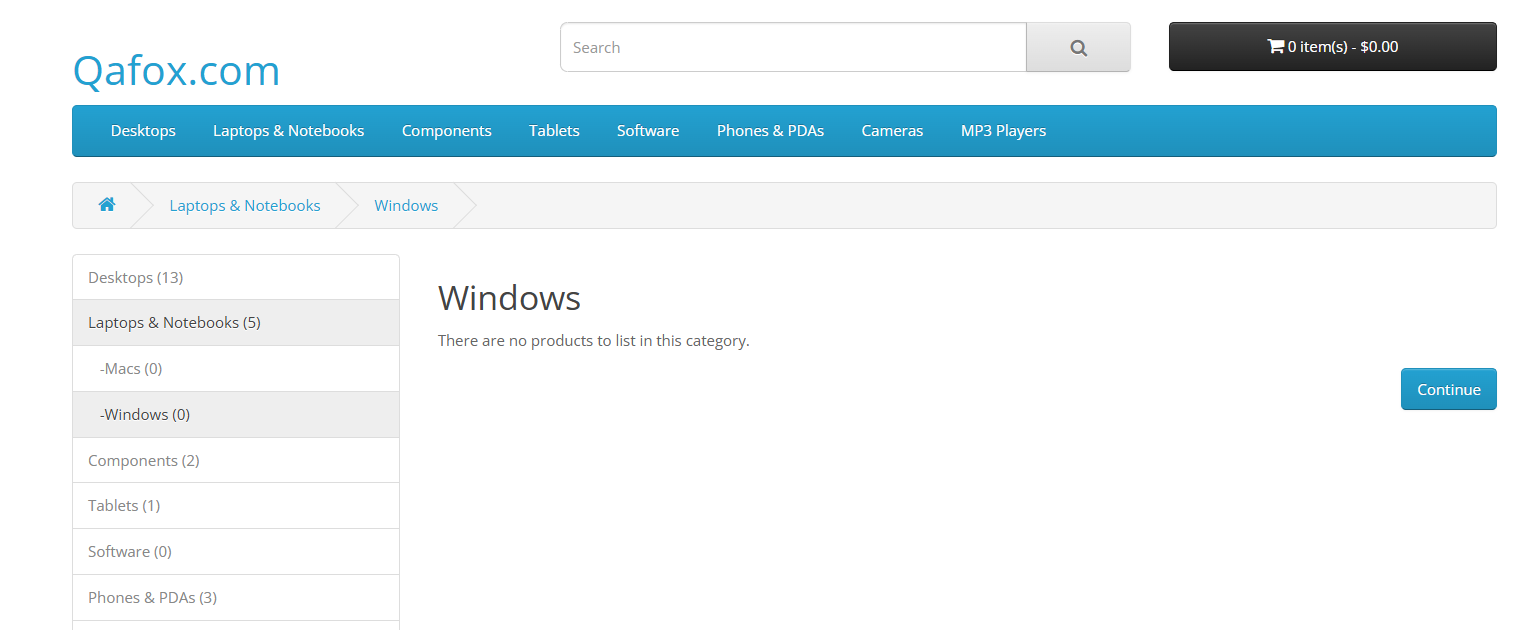 Search
0 item(s) - $0.00
Qafox.com
Desktops Laptops & Notebooks Components Tablets Software Phones & PDAs Cameras MP3 Players
Laptops & Notebooks Windows
Desktops (13)
Laptops & Notebooks (5)
-Macs (0)
-Windows (0)
Components (2)
Tablets (1)
Software (0)
Phones & PDAs (3)
Windows
There are no products to list in this category.
Continue